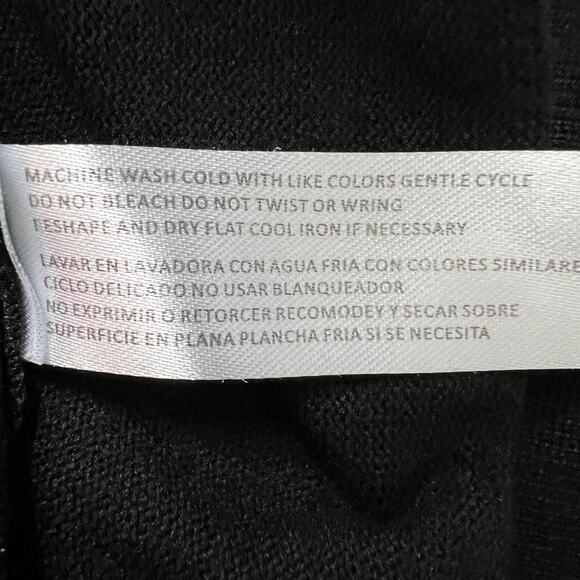 MACHINE WASH COLD WITH LIKE COLORS GENTLE CYCLE
DO NOT BLEACH DO NOT TWIST OR WRING
RESHAPE AND DRY FLAT COOL IRON IF NECESSARY
LAVAR EN LAVADORA CON AGUA FRIA CON COLORES SIMILARE
CICLO DELICADO NO USAR BLANQUEADOR
NO EXPRIMIR O RETORCER RECOMODEY Y SECAR SOBRE
SUPERFICIE EN PLANA PLANCHA FRIA SI SE NECESITA